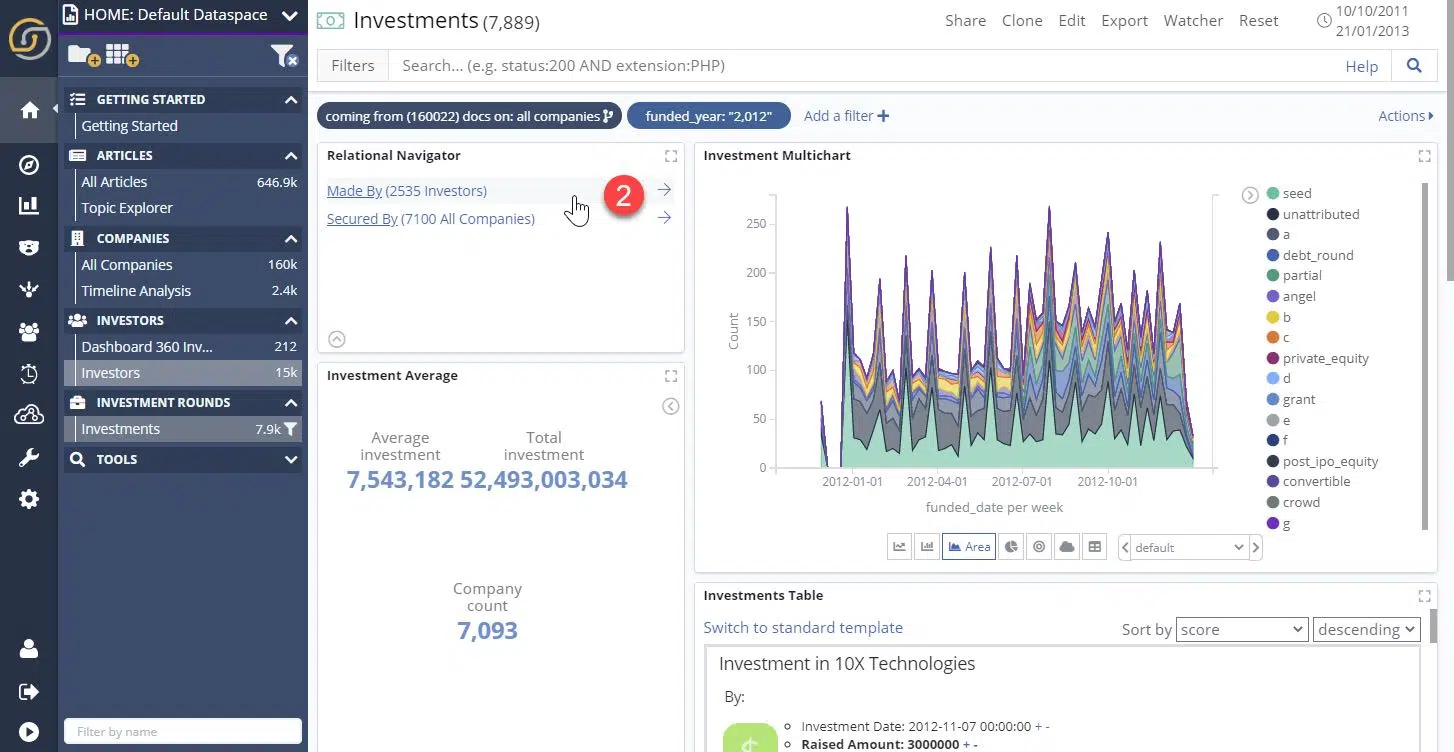 HOME: Default Dataspace
GETTING STARTED
Getting Started
ARTICLES
All Articles 646.9k
Topic Explorer
COMPANIES
All Companies 160k
Timeline Analysis 2.4k
INVESTORS
Dashboard 360 Inv... 212
Investors 15k
INVESTMENT ROUNDS
Investments 7.9k
TOOLS
Filter by name
Investments (7,889)
Share Clone Edit Export Watcher Reset
10/10/2011
21/01/2013
Filters Search... (e.g. status:200 AND extension:PHP) Help
coming from (160022) docs on: all companies funded_year: "2,012" Add a filter + Actions
Relational Navigator
Made By (2535 Investors)
2
Secured By (7100 All Companies)
Investment Average
Average investment
7,543,182
Total investment
52,493,003,034
Company count
7,093
Investment Multichart
Count
250
200
150
100
50
0
2012-01-01 2012-04-01 2012-07-01 2012-10-01
funded_date per week
seed
unattributed
a
debt_round
partial
angel
b
c
private_equity
d
grant
e
f
post_ipo_equity
convertible
crowd
g
Area default
Investments Table
Switch to standard template Sort by score descending
Investment in 10X Technologies
By:
Investment Date: 2012-11-07 00:00:00 + -
Raised Amount: 3000000 + -